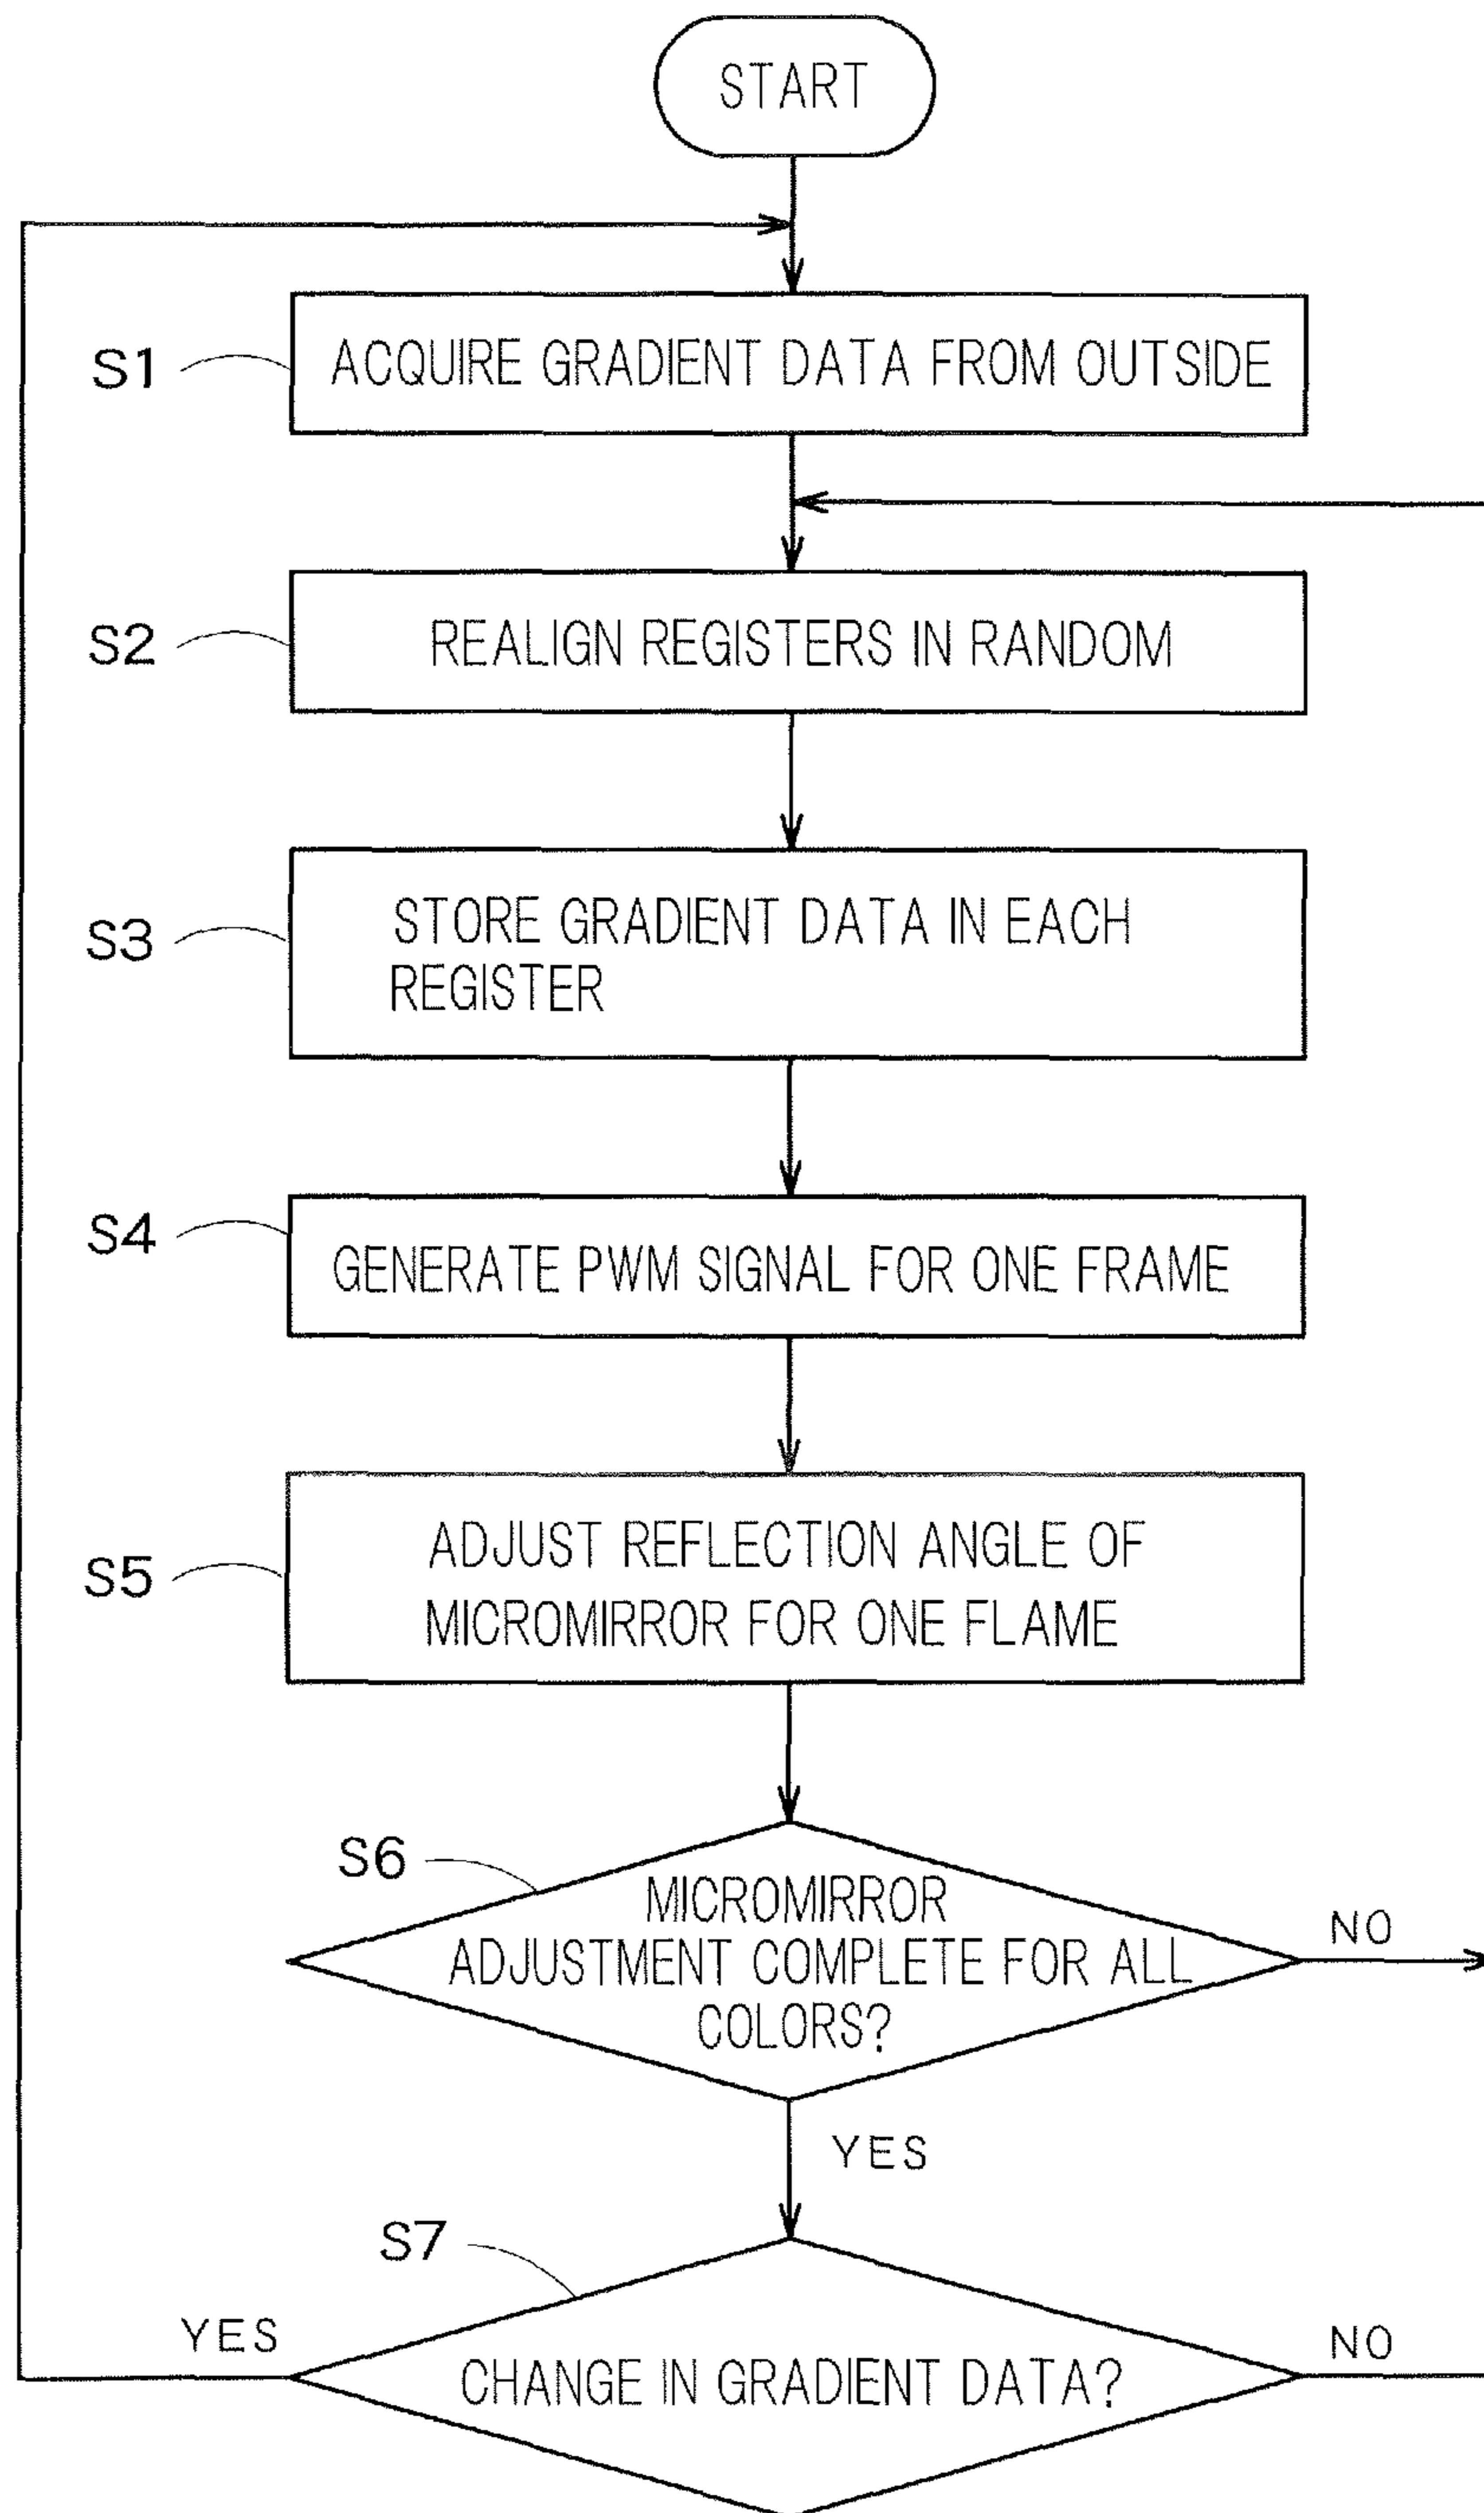 START
S1
ACQUIRE GRADIENT DATA FROM OUTSIDE
S2
REALIGN REGISTERS IN RANDOM
S3
STORE GRADIENT DATA IN EACH
REGISTER
S4
GENERATE PWM SIGNAL FOR ONE FRAME
S5
ADJUST REFLECTION ANGLE OF
MICROMIRROR FOR ONE FLAME
S6
MICROMIRROR
ADJUSTMENT COMPLETE FOR ALL
COLORS?
NO
YES
S7
YES
CHANGE IN GRADIENT DATA?
NO